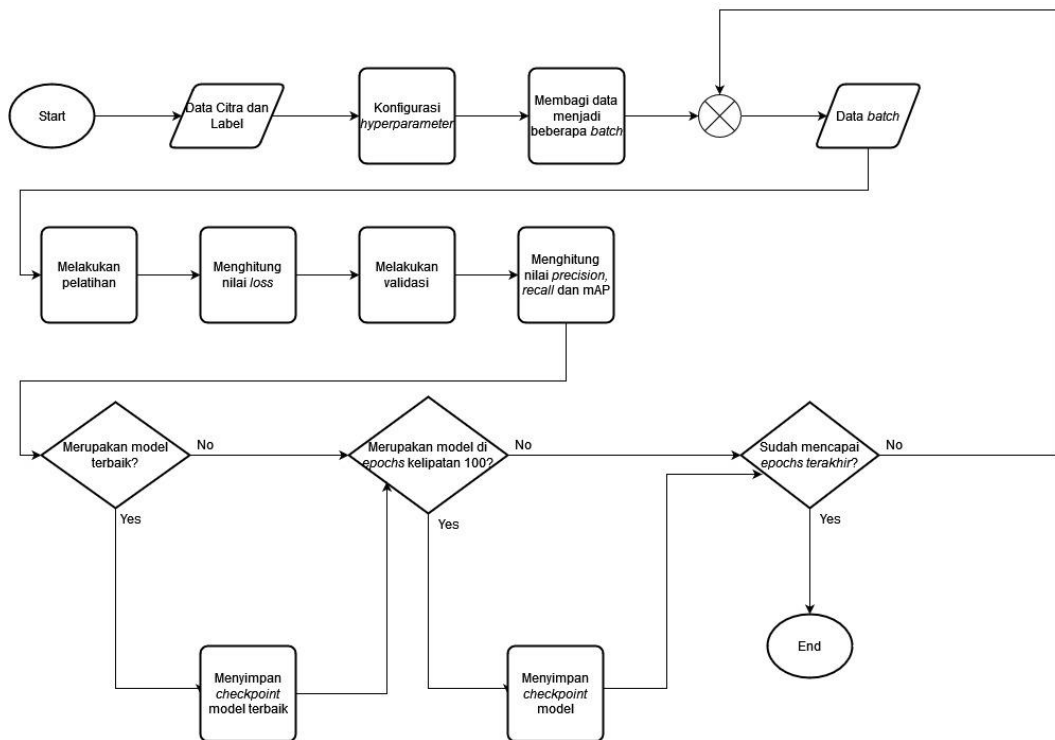 Start
Data Citra dan
Label
Konfigurasi
hyperparameter
Membagi data
menjadi
beberapa batch
Data batch
Melakukan
pelatihan
Menghitung
nilai loss
Melakukan
validasi
Menghitung
nilai precision,
recall dan mAP
Merupakan model
terbaik?
No
Merupakan model di
epochs kelipatan 100?
No
Sudah mencapai
epochs terakhir?
No
Yes
Yes
Yes
Menyimpan
checkpoint
model terbaik
Menyimpan
checkpoint
model
End